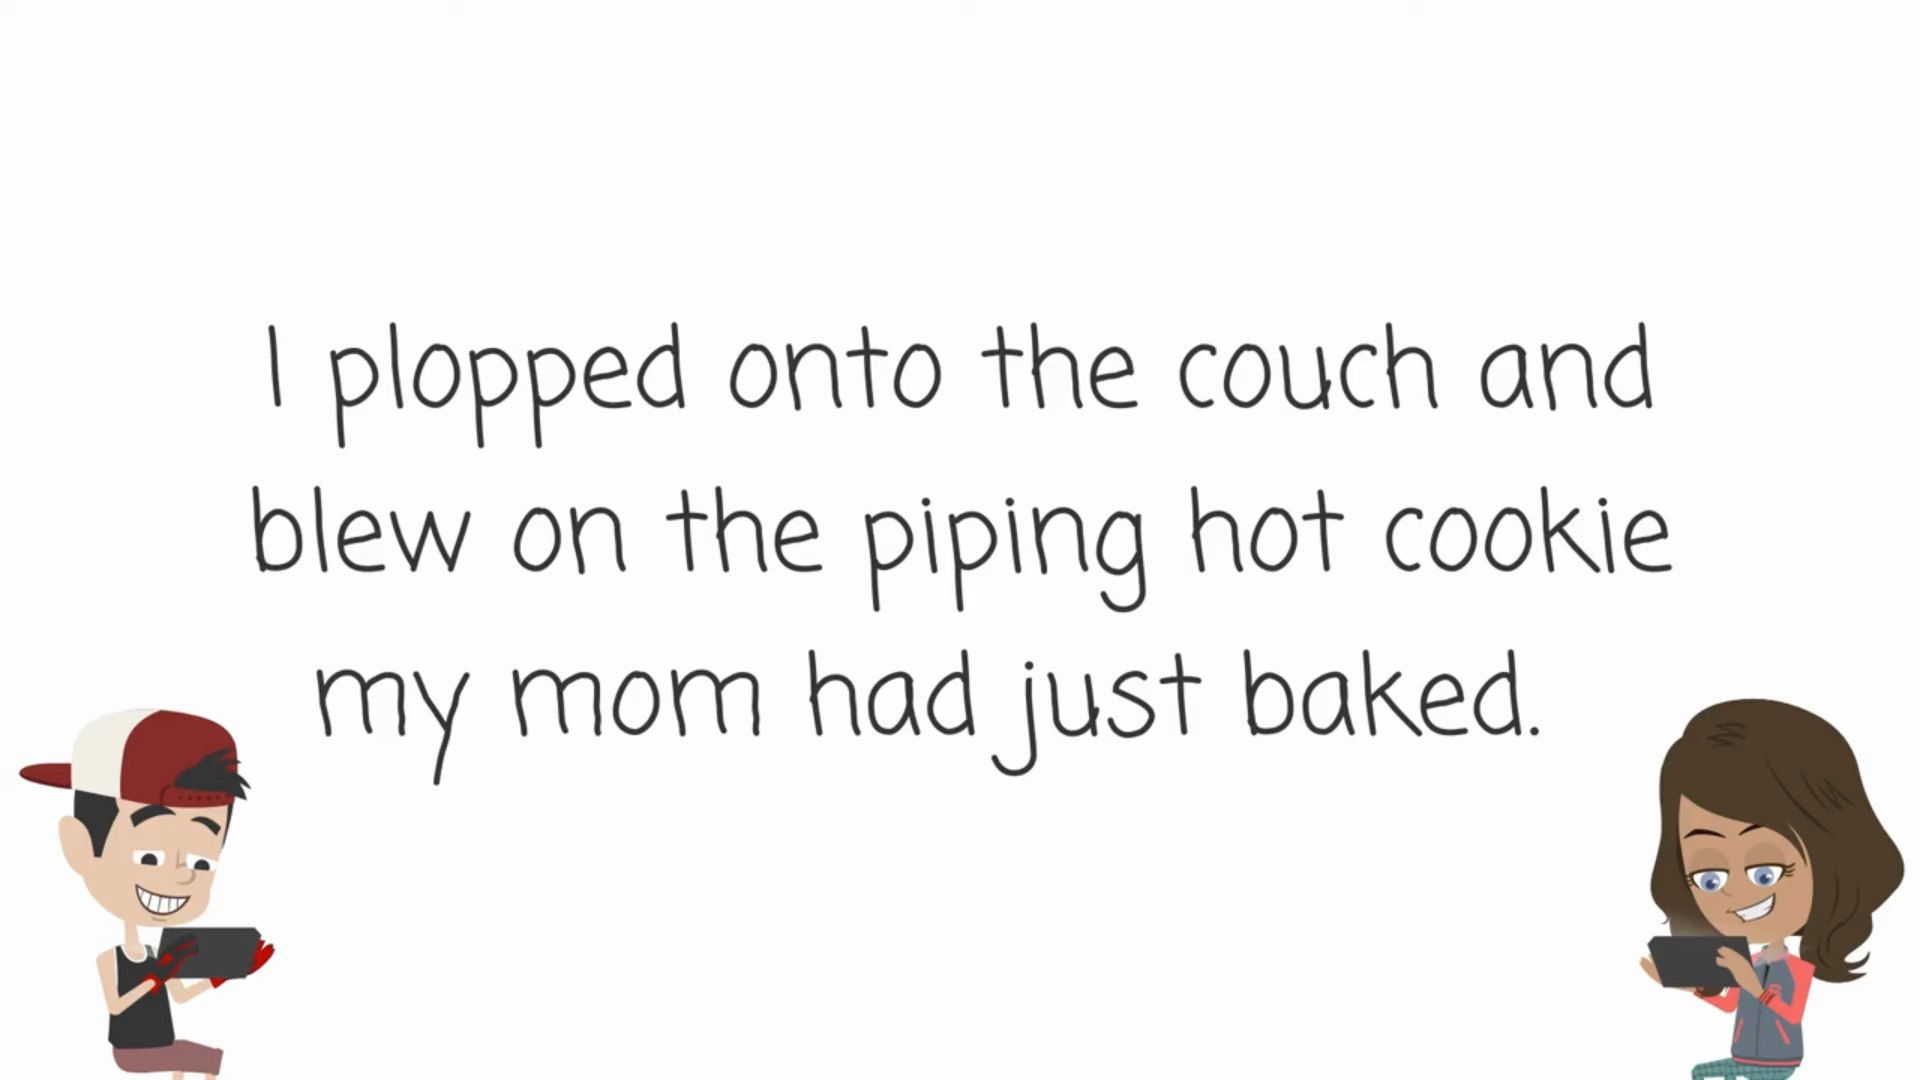 I plopped onto the couch and
blew on the piping hot cookie
my mom had just baked.